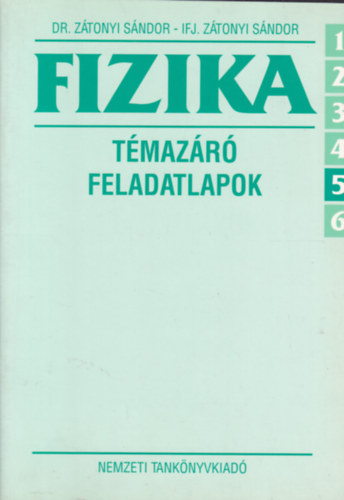 DR. ZÁTONYI SÁNDOR - IFJ. ZÁTONYI SÁNDOR
FIZIKA
TÉMAZÁRÓ
FELADATLAPOK
1
2
3
4
5
6
NEMZETI TANKÖNYVKIADÓ